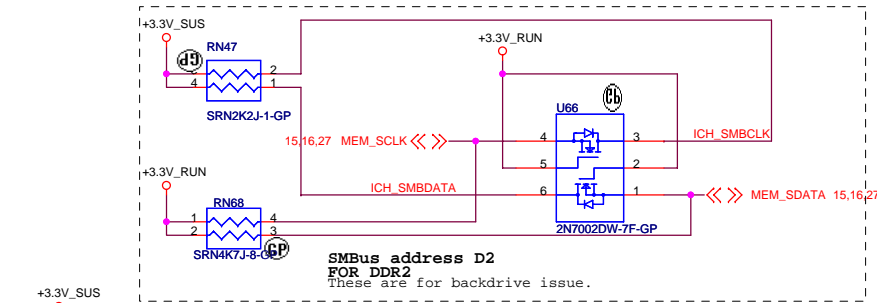 +3.3V_SUS
RN47
GP
2
4
1
SRN2K2J-1-GP
+3.3V_RUN
U66
15,16,27 MEM_SCLK
4
3
ICH_SMBCLK
5
2
ICH_SMBDATA
6
1
MEM_SDATA 15,16,27
2N7002DW-7F-GP
+3.3V_RUN
RN68
1
4
2
3
SRN4K7J-8-GP
GP
SMBus address D2
FOR DDR2
These are for backdrive issue.
+3.3V_SUS